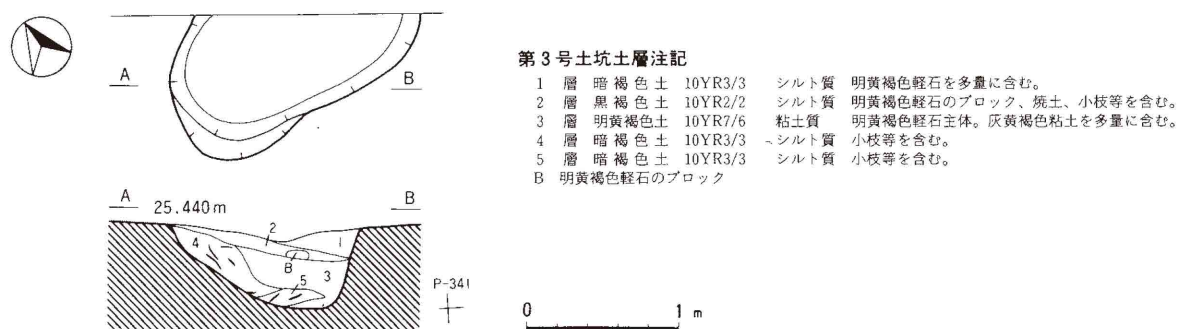 A
B
第3号土坑土層注記
1 層 暗褐色土 10YR3/3 シルト質 明黄褐色軽石を多量に含む。
2 層 黒褐色土 10YR2/2 シルト質 明黄褐色軽石のブロック、焼土、小枝等を含む。
3 層 明黄褐色土 10YR7/6 粘土質 明黄褐色軽石主体。灰黄褐色粘土を多量に含む。
4 層 暗褐色土 10YR3/3 シルト質 小枝等を含む。
5 層 暗褐色土 10YR3/3 シルト質 小枝等を含む。
B 明黄褐色軽石のブロック
A
B
25.440m
2
1
4
B
3
5
P-34
0 1 m